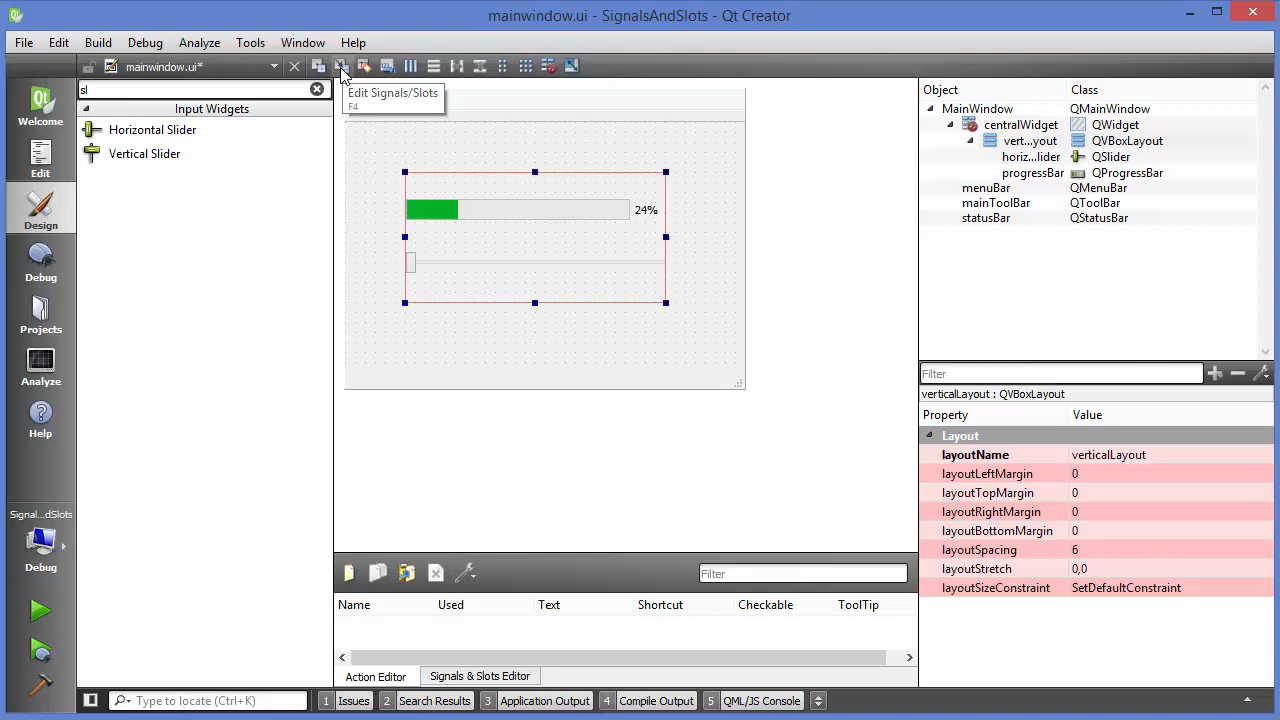 mainwindow.ui - SignalsAndSlots - Qt Creator
File Edit Build Debug Analyze Tools Window Help
mainwindow.ui*
sl
Edit Signals/Slots
F4
Input Widgets
Horizontal Slider
Vertical Slider
Welcome
Edit
Design
Debug
Projects
Analyze
Help
Signal...dSlots
Debug
24%
Object Class
MainWindow QMainWindow
centralWidget QWidget
vert...yout QVBoxLayout
horiz...lider QSlider
progressBar QProgressBar
menuBar QMenuBar
mainToolBar QToolBar
statusBar QStatusBar
Filter
verticalLayout : QVBoxLayout
Property Value
Layout
layoutName verticalLayout
layoutLeftMargin 0
layoutTopMargin 0
layoutRightMargin 0
layoutBottomMargin 0
layoutSpacing 6
layoutStretch 0,0
layoutSizeConstraint SetDefaultConstraint
Filter
Name Used Text Shortcut Checkable ToolTip
Action Editor Signals & Slots Editor
Type to locate (Ctrl+K) 1 Issues 2 Search Results 3 Application Output 4 Compile Output 5 QML/JS Console